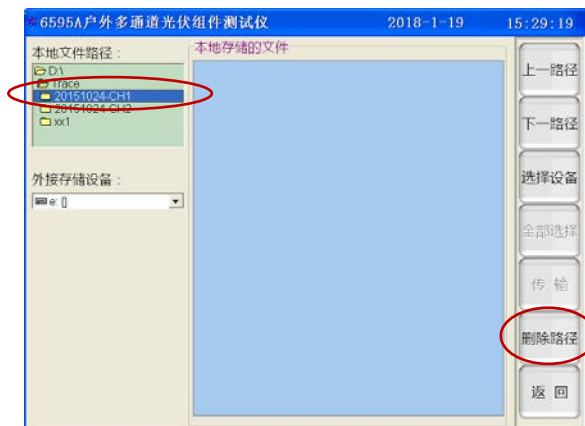 6595A户外多通道光伏组件测试仪 2018-1-19 15:29:19
本地文件路径：
D:\
Trace
20151024-CH1
20151024-CH2
xx1
外接存储设备：
e: []
本地存储的文件
上一路径
下一路径
选择设备
全部选择
传 输
删除路径
返 回